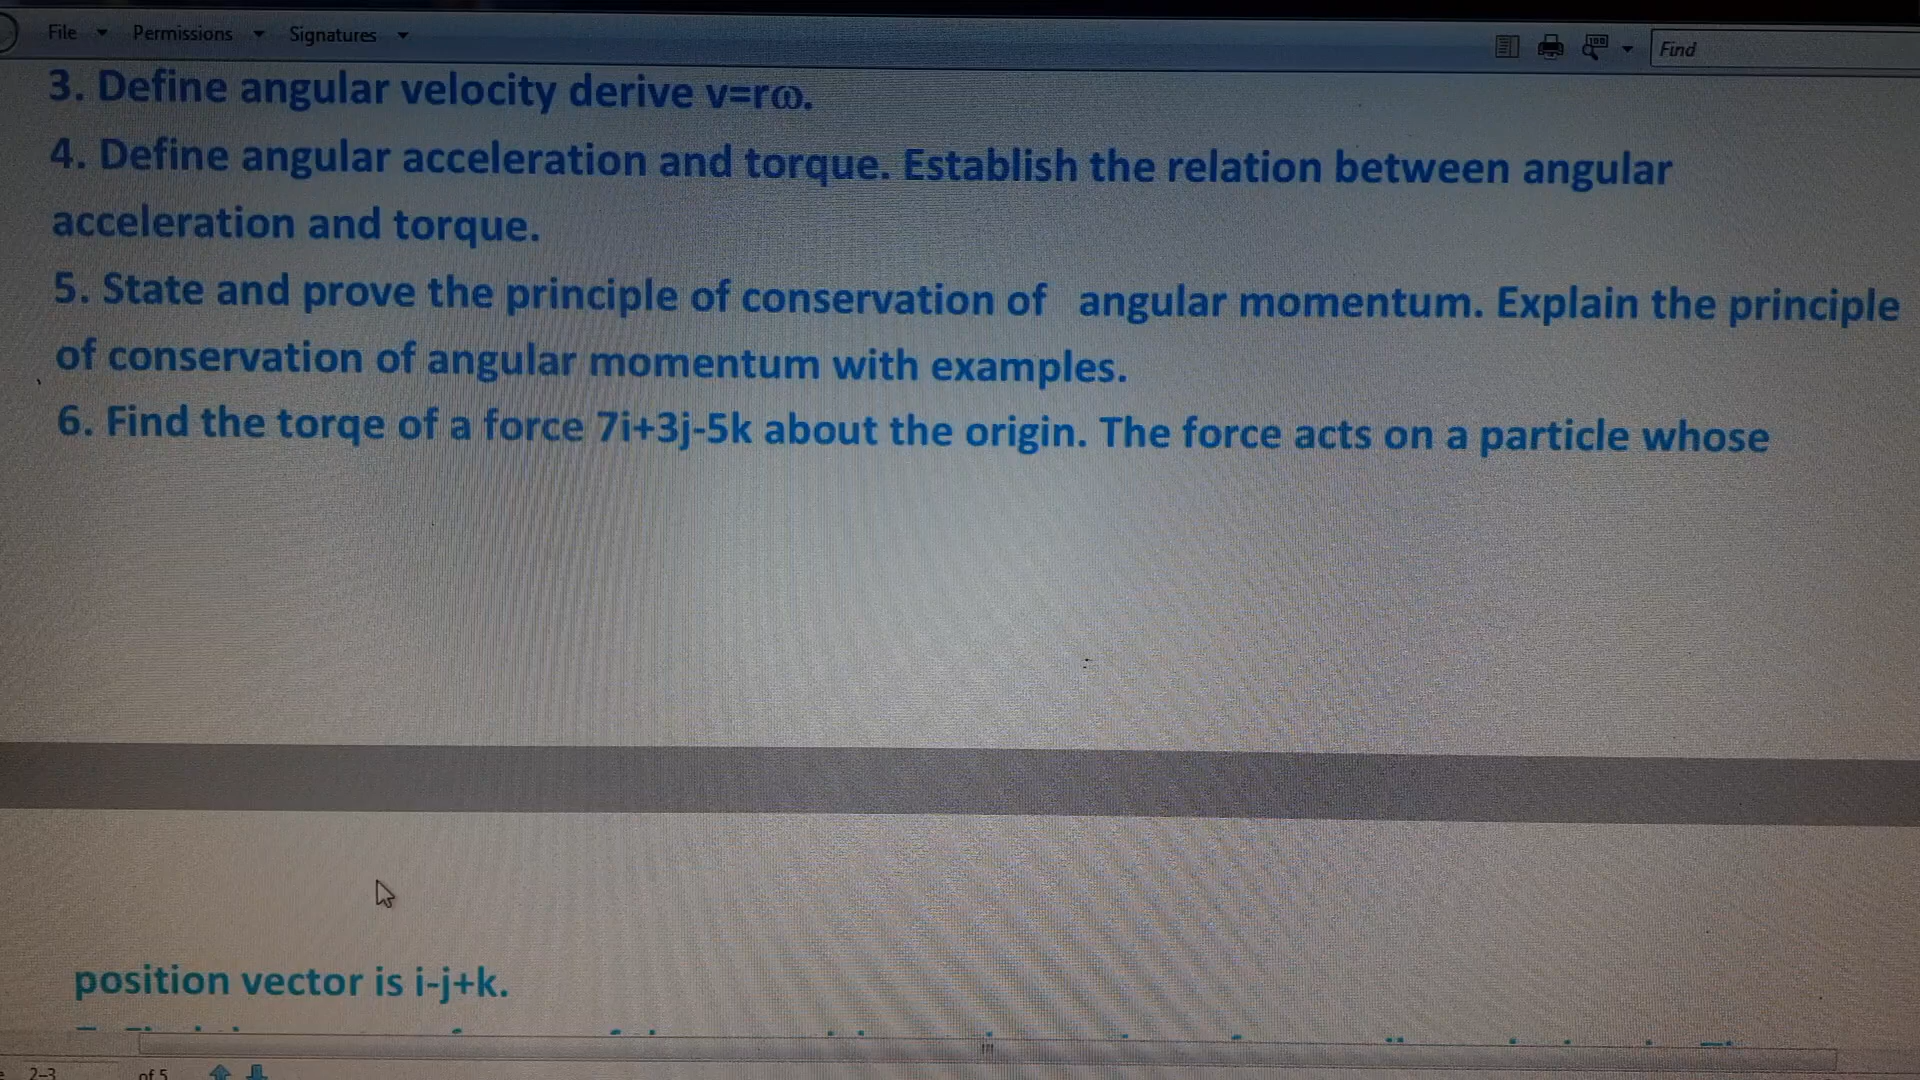 File Permissions Signatures Find
3. Define angular velocity derive v=rω.
4. Define angular acceleration and torque. Establish the relation between angular
acceleration and torque.
5. State and prove the principle of conservation of angular momentum. Explain the principle
of conservation of angular momentum with examples.
6. Find the torqe of a force 7i+3j-5k about the origin. The force acts on a particle whose
position vector is i-j+k.
2-3 of 5